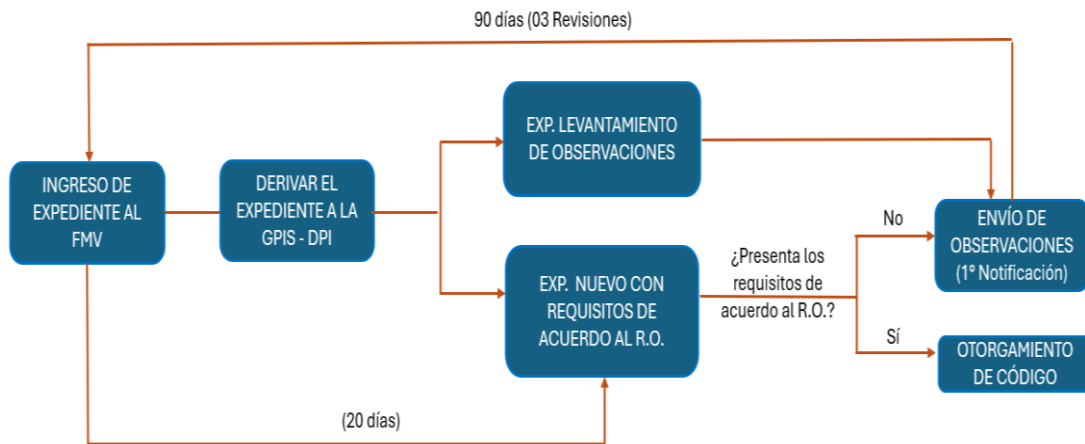 90 días (03 Revisiones)
EXP. LEVANTAMIENTO
DE OBSERVACIONES
INGRESO DE
EXPEDIENTE AL
FMV
DERIVAR EL
EXPEDIENTE A LA
GPIS - DPI
EXP. NUEVO CON
REQUISITOS DE
ACUERDO AL R.O.
¿Presenta los
requisitos de
acuerdo al R.O.?
No
ENVÍO DE
OBSERVACIONES
(1º Notificación)
Sí
OTORGAMIENTO
DE CÓDIGO
(20 días)